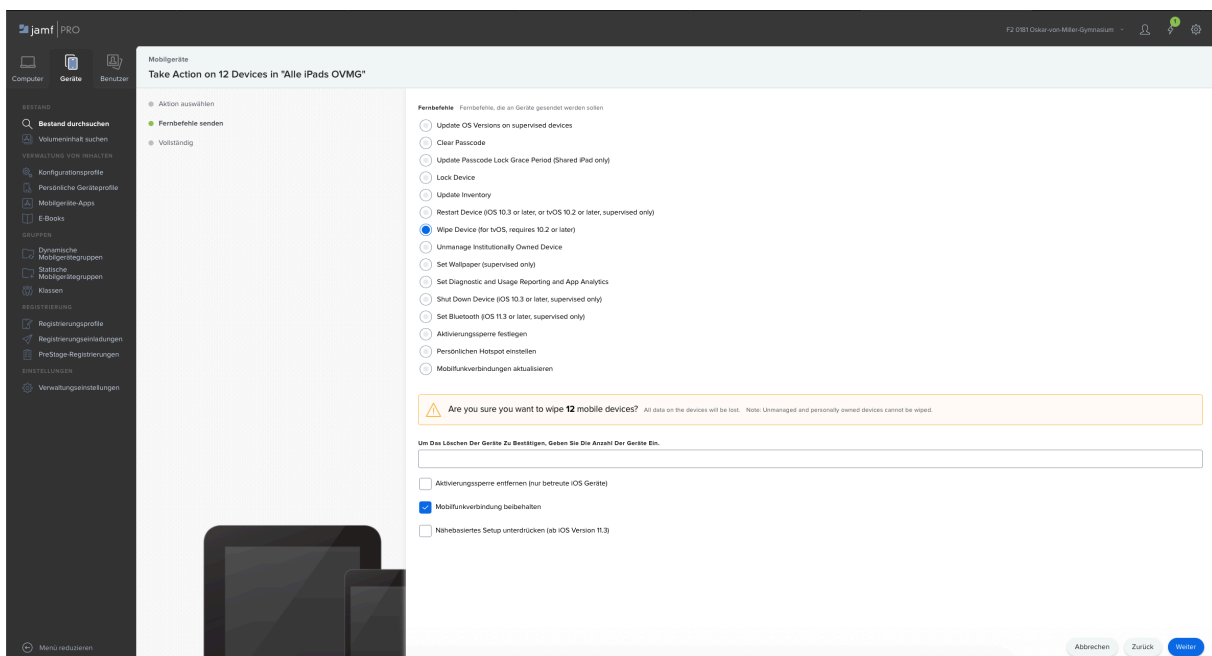 jamf PRO
F2 0181 Oskar-von-Miller-Gymnasium
1
Computer
Geräte
Benutzer
Mobilgeräte
Take Action on 12 Devices in "Alle iPads OVMG"
BESTAND
Bestand durchsuchen
Volumeninhalt suchen
VERWALTUNG VON INHALTEN
Konfigurationsprofile
Persönliche Geräteprofile
Mobilgeräte-Apps
E-Books
GRUPPEN
Dynamische
Mobilgerätegruppen
Statische
Mobilgerätegruppen
Klassen
REGISTRIERUNG
Registrierungsprofile
Registrierungseinladungen
PreStage-Registrierungen
EINSTELLUNGEN
Verwaltungseinstellungen
Menü reduzieren
Aktion auswählen
Fernbefehle senden
Vollständig
Fernbefehle Fernbefehle, die an Geräte gesendet werden sollen
Update OS Versions on supervised devices
Clear Passcode
Update Passcode Lock Grace Period (Shared iPad only)
Lock Device
Update Inventory
Restart Device (iOS 10.3 or later, or tvOS 10.2 or later, supervised only)
Wipe Device (for tvOS, requires 10.2 or later)
Unmanage Institutionally Owned Device
Set Wallpaper (supervised only)
Set Diagnostic and Usage Reporting and App Analytics
Shut Down Device (iOS 10.3 or later, supervised only)
Set Bluetooth (iOS 11.3 or later, supervised only)
Aktivierungssperre festlegen
Persönlichen Hotspot einstellen
Mobilfunkverbindungen aktualisieren
Are you sure you want to wipe 12 mobile devices? All data on the devices will be lost. Note: Unmanaged and personally owned devices cannot be wiped.
Um Das Löschen Der Geräte Zu Bestätigen, Geben Sie Die Anzahl Der Geräte Ein.
Aktivierungssperre entfernen (nur betreute iOS Geräte)
Mobilfunkverbindung beibehalten
Nähebasiertes Setup unterdrücken (ab iOS Version 11.3)
Abbrechen
Zurück
Weiter